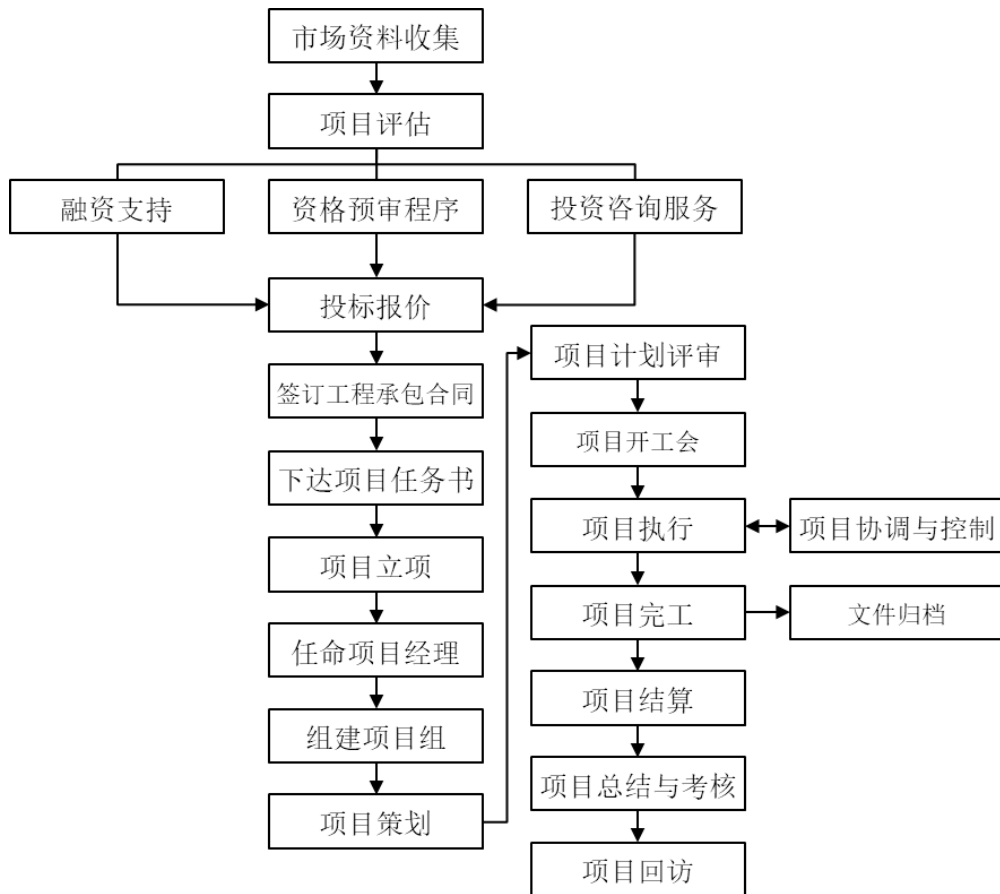 市场资料收集
项目评估
融资支持
资格预审程序
投资咨询服务
投标报价
签订工程承包合同
下达项目任务书
项目立项
任命项目经理
组建项目组
项目策划
项目计划评审
项目开工会
项目执行
项目协调与控制
项目完工
文件归档
项目结算
项目总结与考核
项目回访